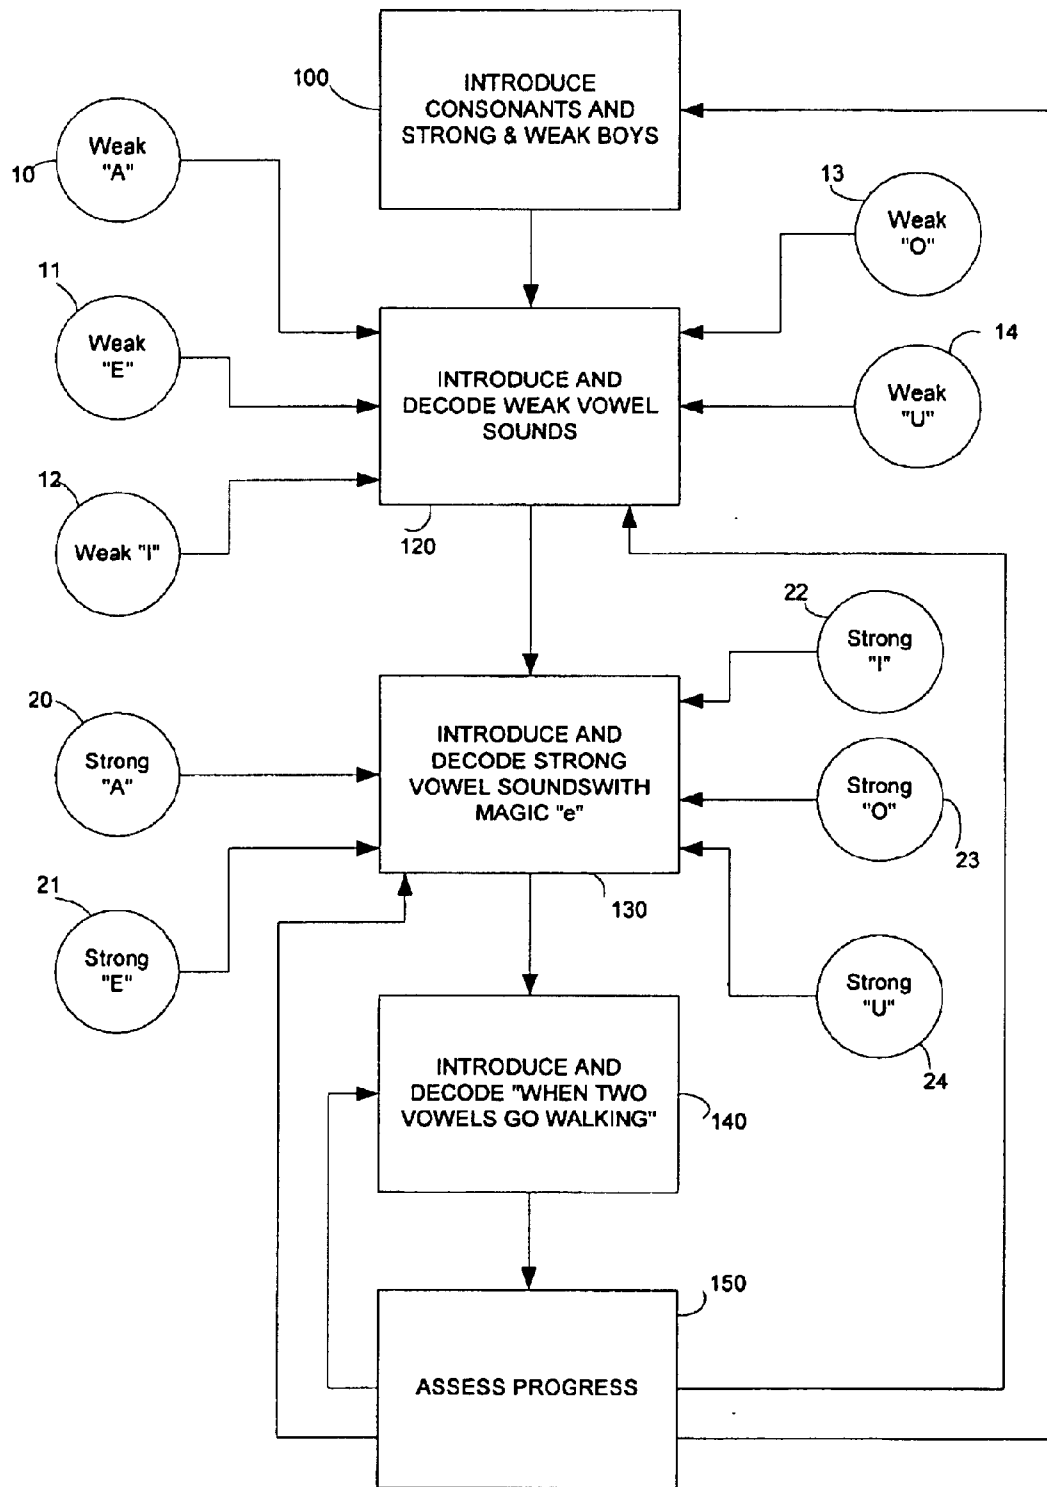 100
INTRODUCE
CONSONANTS AND
STRONG & WEAK BOYS
Weak
"A"
10
13
Weak
"O"
11
Weak
"E"
INTRODUCE AND
DECODE WEAK VOWEL
SOUNDS
14
Weak
"U"
12
Weak "I"
120
22
Strong
"I"
20
Strong
"A"
INTRODUCE AND
DECODE STRONG
VOWEL SOUNDSWITH
MAGIC "e"
Strong
"O"
23
21
Strong
"E"
130
Strong
"U"
24
INTRODUCE AND
DECODE "WHEN TWO
VOWELS GO WALKING"
140
150
ASSESS PROGRESS